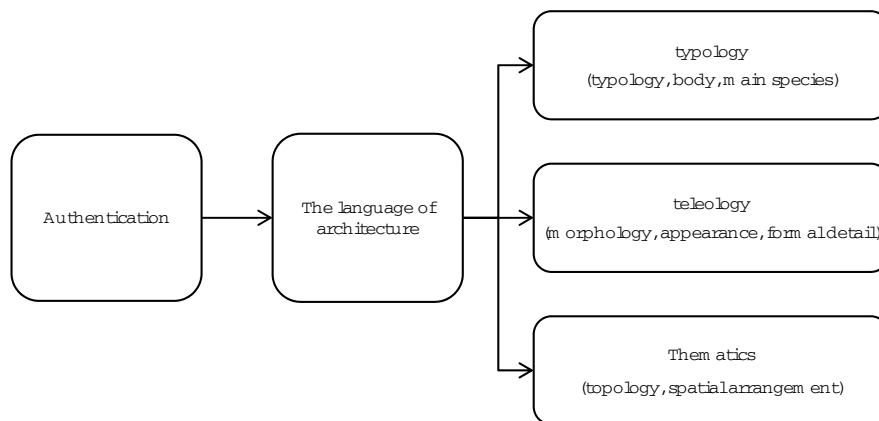 typology
(typology, body, main species)
Authentication
The language of
architecture
teleology
(morphology, appearance, formal detail)
Thematics
(topology, spatial arrangement)